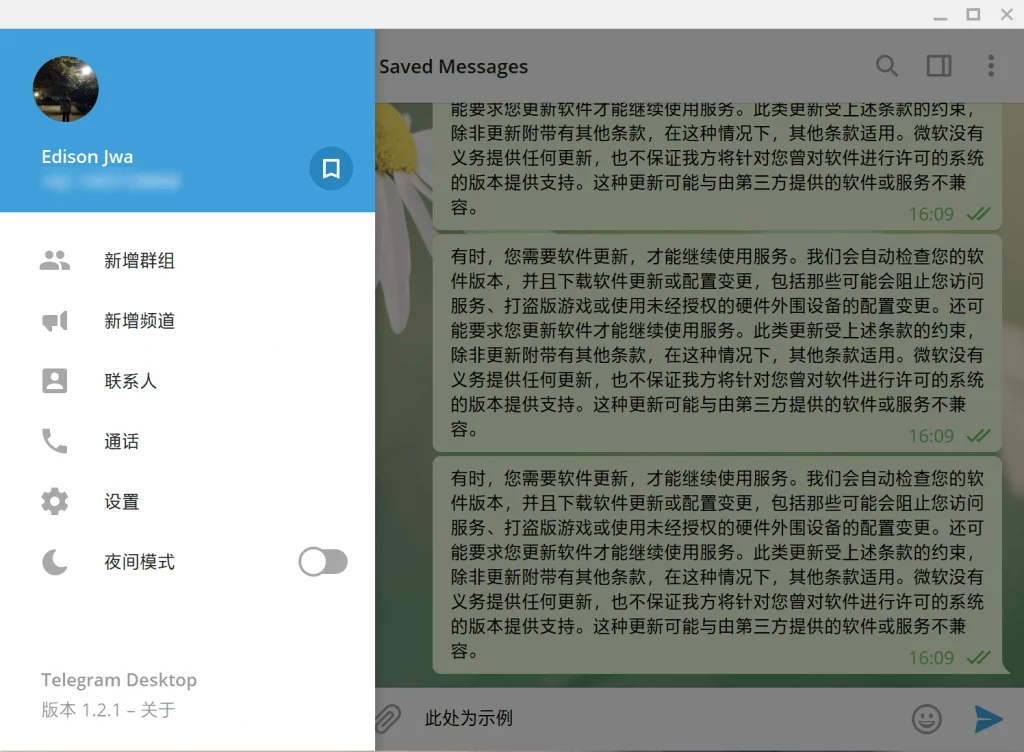 Edison Jwa
新增群组
新增频道
联系人
通话
设置
夜间模式
Telegram Desktop
版本 1.2.1 – 关于
Saved Messages
能要求您更新软件才能继续使用服务。此类更新受上述条款的约束，
除非更新附带有其他条款，在这种情况下，其他条款适用。微软没有
义务提供任何更新，也不保证我方将针对您曾对软件进行许可的系统
的版本提供支持。这种更新可能与由第三方提供的软件或服务不兼
容。
16:09
有时，您需要软件更新，才能继续使用服务。我们会自动检查您的软
件版本，并且下载软件更新或配置变更，包括那些可能会阻止您访问
服务、打盗版游戏或使用未经授权的硬件外围设备的配置变更。还可
能要求您更新软件才能继续使用服务。此类更新受上述条款的约束，
除非更新附带有其他条款，在这种情况下，其他条款适用。微软没有
义务提供任何更新，也不保证我方将针对您曾对软件进行许可的系统
的版本提供支持。这种更新可能与由第三方提供的软件或服务不兼
容。
16:09
有时，您需要软件更新，才能继续使用服务。我们会自动检查您的软
件版本，并且下载软件更新或配置变更，包括那些可能会阻止您访问
服务、打盗版游戏或使用未经授权的硬件外围设备的配置变更。还可
能要求您更新软件才能继续使用服务。此类更新受上述条款的约束，
除非更新附带有其他条款，在这种情况下，其他条款适用。微软没有
义务提供任何更新，也不保证我方将针对您曾对软件进行许可的系统
的版本提供支持。这种更新可能与由第三方提供的软件或服务不兼
容。
16:09
此处为示例